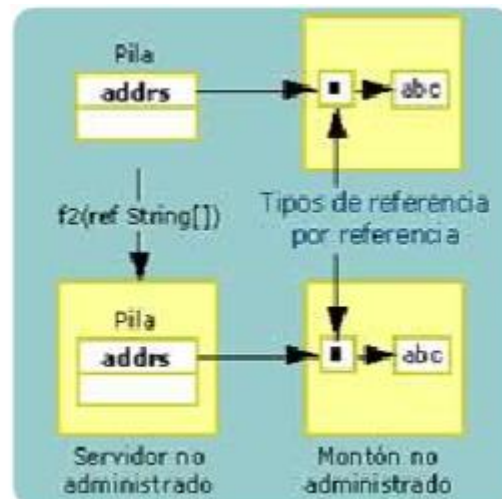 Pila
addrs
abc
f2(ref String[])
Tipos de referencia
por referencia
Pila
addrs
abc
Servidor no
administrado
Montón no
administrado